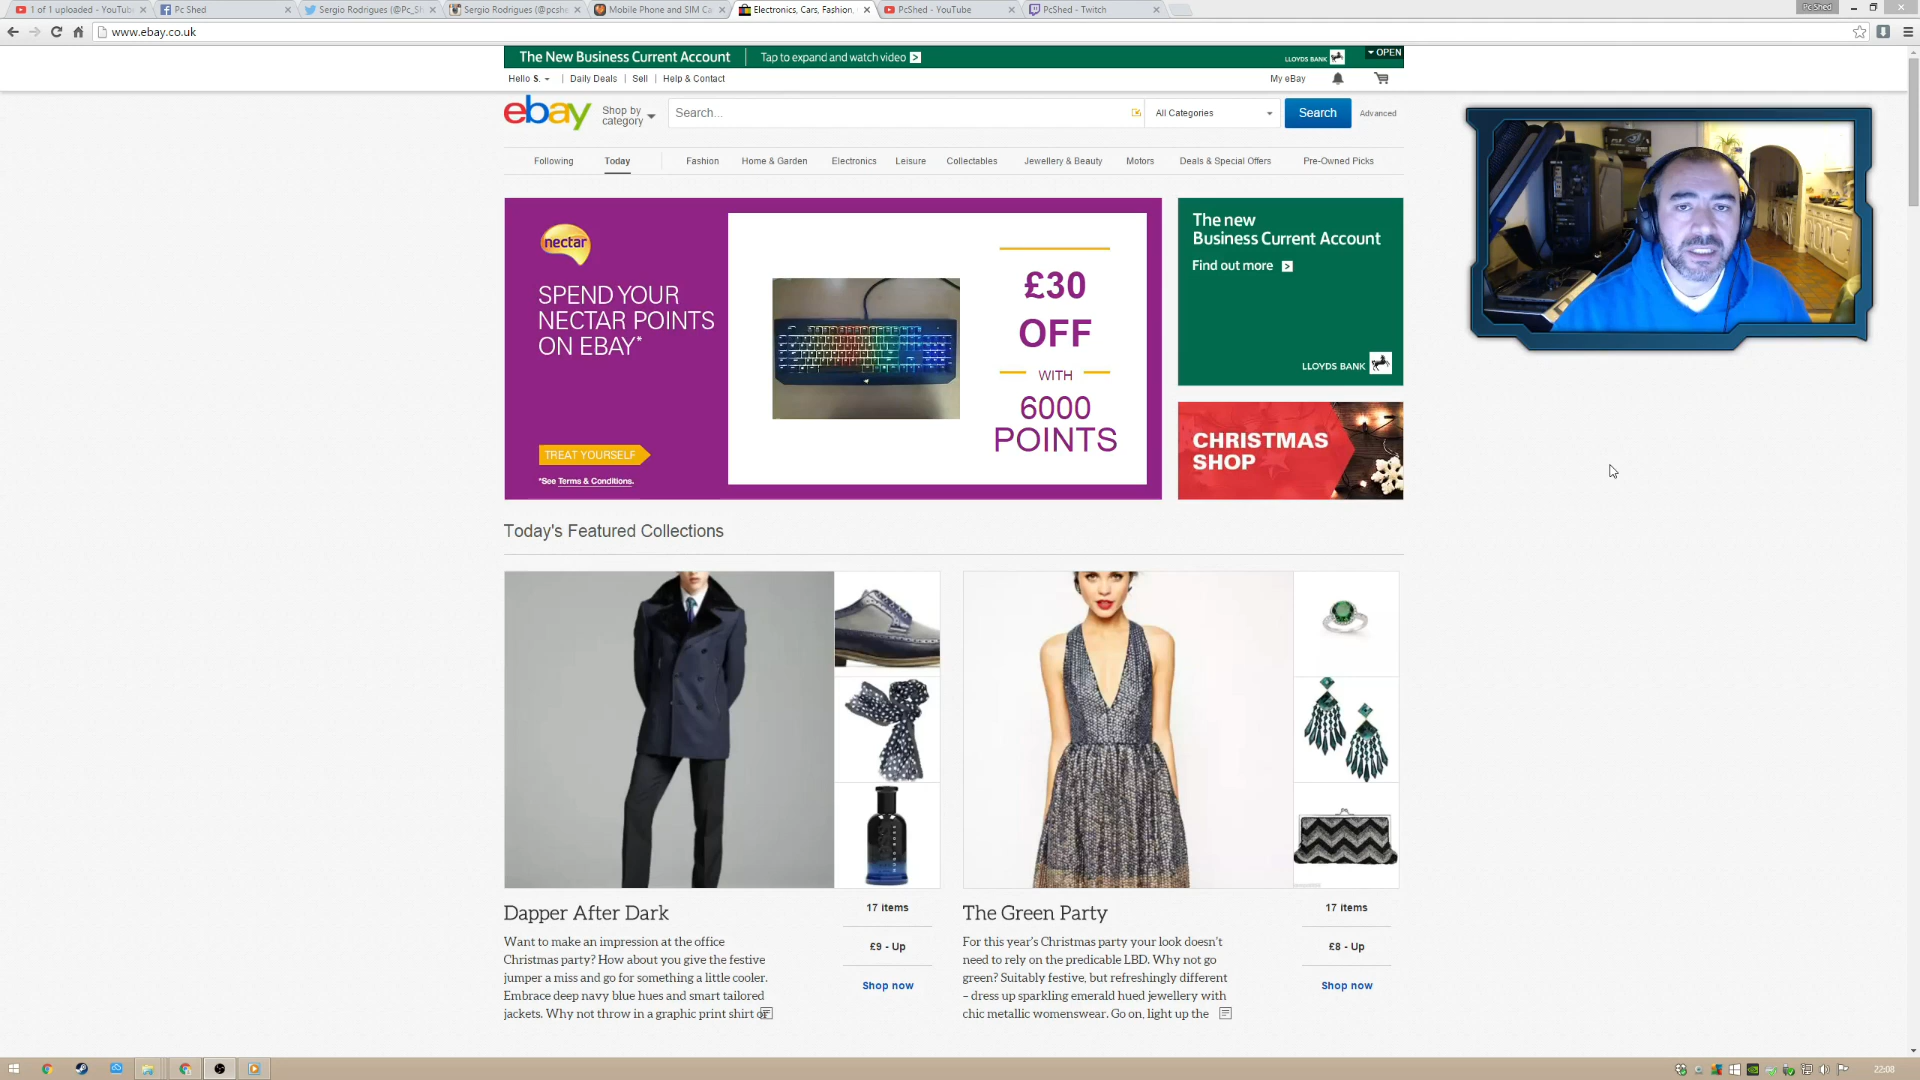 1 of 1 uploaded - YouTube
Pc Shed
Sergio Rodrigues (@Pc_Sh
Sergio Rodrigues (@pcshe
Mobile Phone and SIM Ca
Electronics, Cars, Fashion,
PcShed - YouTube
PcShed - Twitch
PcShed
www.ebay.co.uk
The New Business Current Account
Tap to expand and watch video
LLOYDS BANK
OPEN
Hello S.
Daily Deals
Sell
Help & Contact
My eBay
ebay
Shop by category
Search...
All Categories
Search
Advanced
Following
Today
Fashion
Home & Garden
Electronics
Leisure
Collectables
Jewellery & Beauty
Motors
Deals & Special Offers
Pre-Owned Picks
nectar
SPEND YOUR
NECTAR POINTS
ON EBAY*
TREAT YOURSELF
*See Terms & Conditions.
£30
OFF
WITH
6000
POINTS
The new
Business Current Account
Find out more
LLOYDS BANK
CHRISTMAS
SHOP
Today's Featured Collections
Dapper After Dark
Want to make an impression at the office
Christmas party? How about you give the festive
jumper a miss and go for something a little cooler.
Embrace deep navy blue hues and smart tailored
jackets. Why not throw in a graphic print shirt
17 items
£9 - Up
Shop now
The Green Party
For this year's Christmas party your look doesn't
need to rely on the predicable LBD. Why not go
green? Suitably festive, but refreshingly different
– dress up sparkling emerald hued jewellery with
chic metallic womenswear. Go on, light up the
17 items
£8 - Up
Shop now
22:08